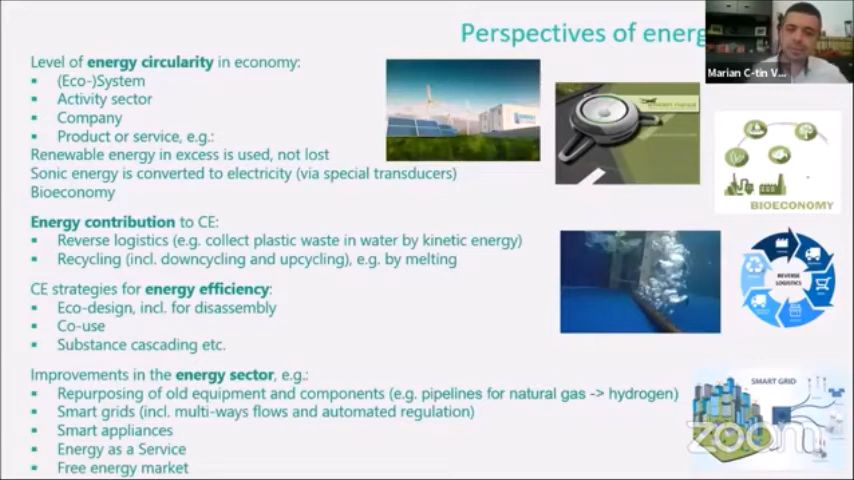 Perspectives of energ
Marian C-tin V...
Level of energy circularity in economy:
▪ (Eco-)System
▪ Activity sector
▪ Company
▪ Product or service, e.g.:
Renewable energy in excess is used, not lost
Sonic energy is converted to electricity (via special transducers)
Bioeconomy
Energy contribution to CE:
▪ Reverse logistics (e.g. collect plastic waste in water by kinetic energy)
▪ Recycling (incl. downcycling and upcycling), e.g. by melting
CE strategies for energy efficiency:
▪ Eco-design, incl. for disassembly
▪ Co-use
▪ Substance cascading etc.
Improvements in the energy sector, e.g.:
▪ Repurposing of old equipment and components (e.g. pipelines for natural gas -> hydrogen)
▪ Smart grids (incl. multi-ways flows and automated regulation)
▪ Smart appliances
▪ Energy as a Service
▪ Free energy market
BIOECONOMY
REVERSE
LOGISTICS
SMART GRID
zoom